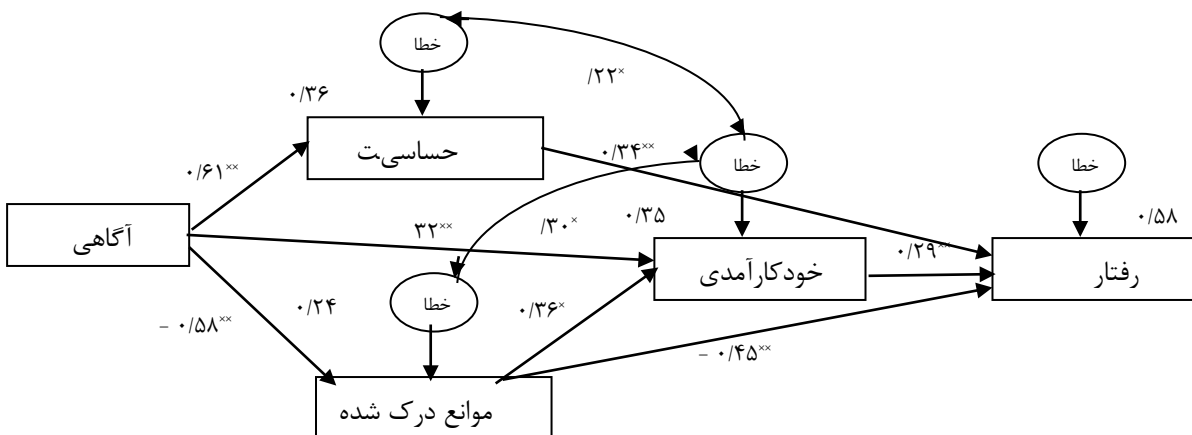 خطا
/۲۲×
۰/۳۶
حساسیت
۰/۳۴××
خطا
خطا
۰/۶۱××
آگاهی
۳۲××
/۳۰×
۰/۳۵
۰/۵۸
خودکارآمدی
۰/۲۹××
رفتار
خطا
- ۰/۵۸××
۰/۲۴
۰/۳۶×
- ۰/۴۵××
موانع درک شده